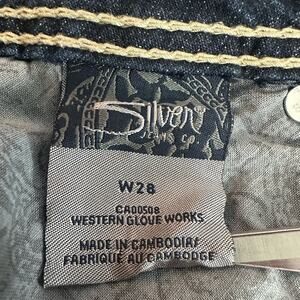 Silver
JEANS CO.
W28
CA00508
WESTERN GLOVE WORKS
MADE IN CAMBODIA/
FABRIQUÉ AU CAMBODGE